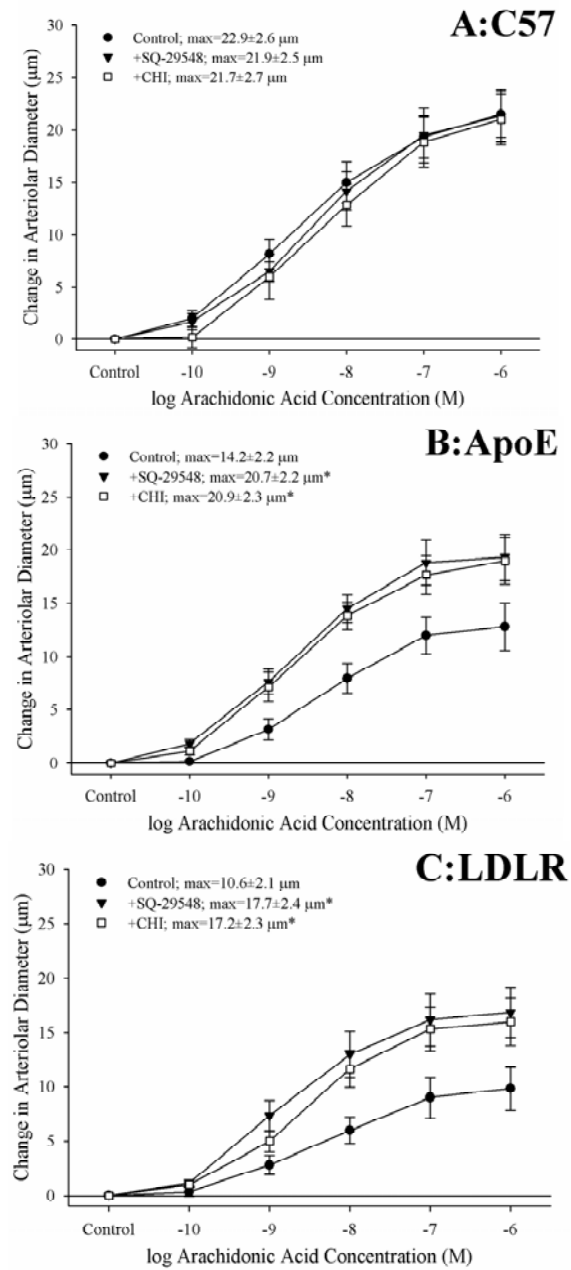 A:C57
Control; max=22.9±2.6 µm
+SQ-29548; max=21.9±2.5 µm
+CHI; max=21.7±2.7 µm
Change in Arteriolar Diameter (µm)
30
25
20
15
10
5
0
Control -10 -9 -8 -7 -6
log Arachidonic Acid Concentration (M)
B:ApoE
Control; max=14.2±2.2 µm
+SQ-29548; max=20.7±2.2 µm*
+CHI; max=20.9±2.3 µm*
Change in Arteriolar Diameter (µm)
30
25
20
15
10
5
0
Control -10 -9 -8 -7 -6
log Arachidonic Acid Concentration (M)
C:LDLR
Control; max=10.6±2.1 µm
+SQ-29548; max=17.7±2.4 µm*
+CHI; max=17.2±2.3 µm*
Change in Arteriolar Diameter (µm)
30
25
20
15
10
5
0
Control -10 -9 -8 -7 -6
log Arachidonic Acid Concentration (M)